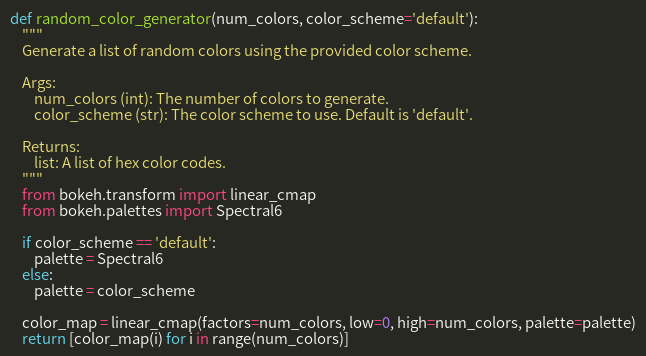 def random_color_generator(num_colors, color_scheme='default'):
    """
    Generate a list of random colors using the provided color scheme.

    Args:
        num_colors (int): The number of colors to generate.
        color_scheme (str): The color scheme to use. Default is 'default'.

    Returns:
        list: A list of hex color codes.
    """
    from bokeh.transform import linear_cmap
    from bokeh.palettes import Spectral6

    if color_scheme == 'default':
        palette = Spectral6
    else:
        palette = color_scheme

    color_map = linear_cmap(factors=num_colors, low=0, high=num_colors, palette=palette)
    return [color_map(i) for i in range(num_colors)]